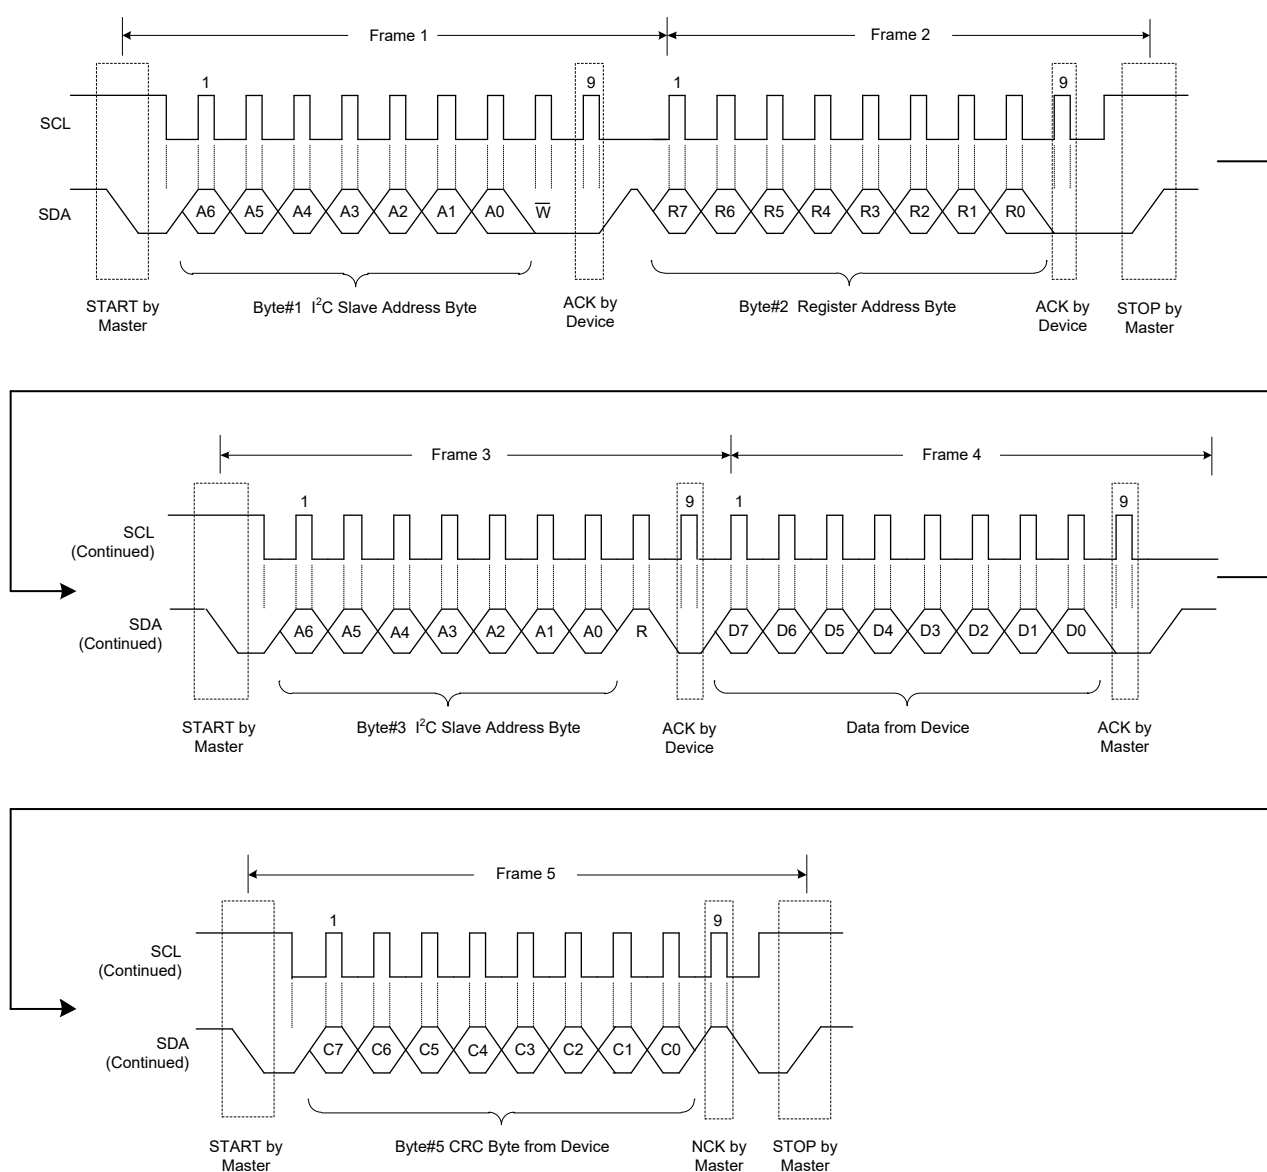 Frame 1
Frame 2
1
9
1
9
SCL
SDA
A6 A5 A4 A3 A2 A1 A0 W̅
R7 R6 R5 R4 R3 R2 R1 R0
START by
Master
Byte#1 I²C Slave Address Byte
ACK by
Device
Byte#2 Register Address Byte
ACK by
Device
STOP by
Master
Frame 3
Frame 4
1
9
1
9
SCL
(Continued)
SDA
(Continued)
A6 A5 A4 A3 A2 A1 A0 R
D7 D6 D5 D4 D3 D2 D1 D0
START by
Master
Byte#3 I²C Slave Address Byte
ACK by
Device
Data from Device
ACK by
Master
Frame 5
1
9
SCL
(Continued)
SDA
(Continued)
C7 C6 C5 C4 C3 C2 C1 C0
START by
Master
Byte#5 CRC Byte from Device
NCK by
Master
STOP by
Master